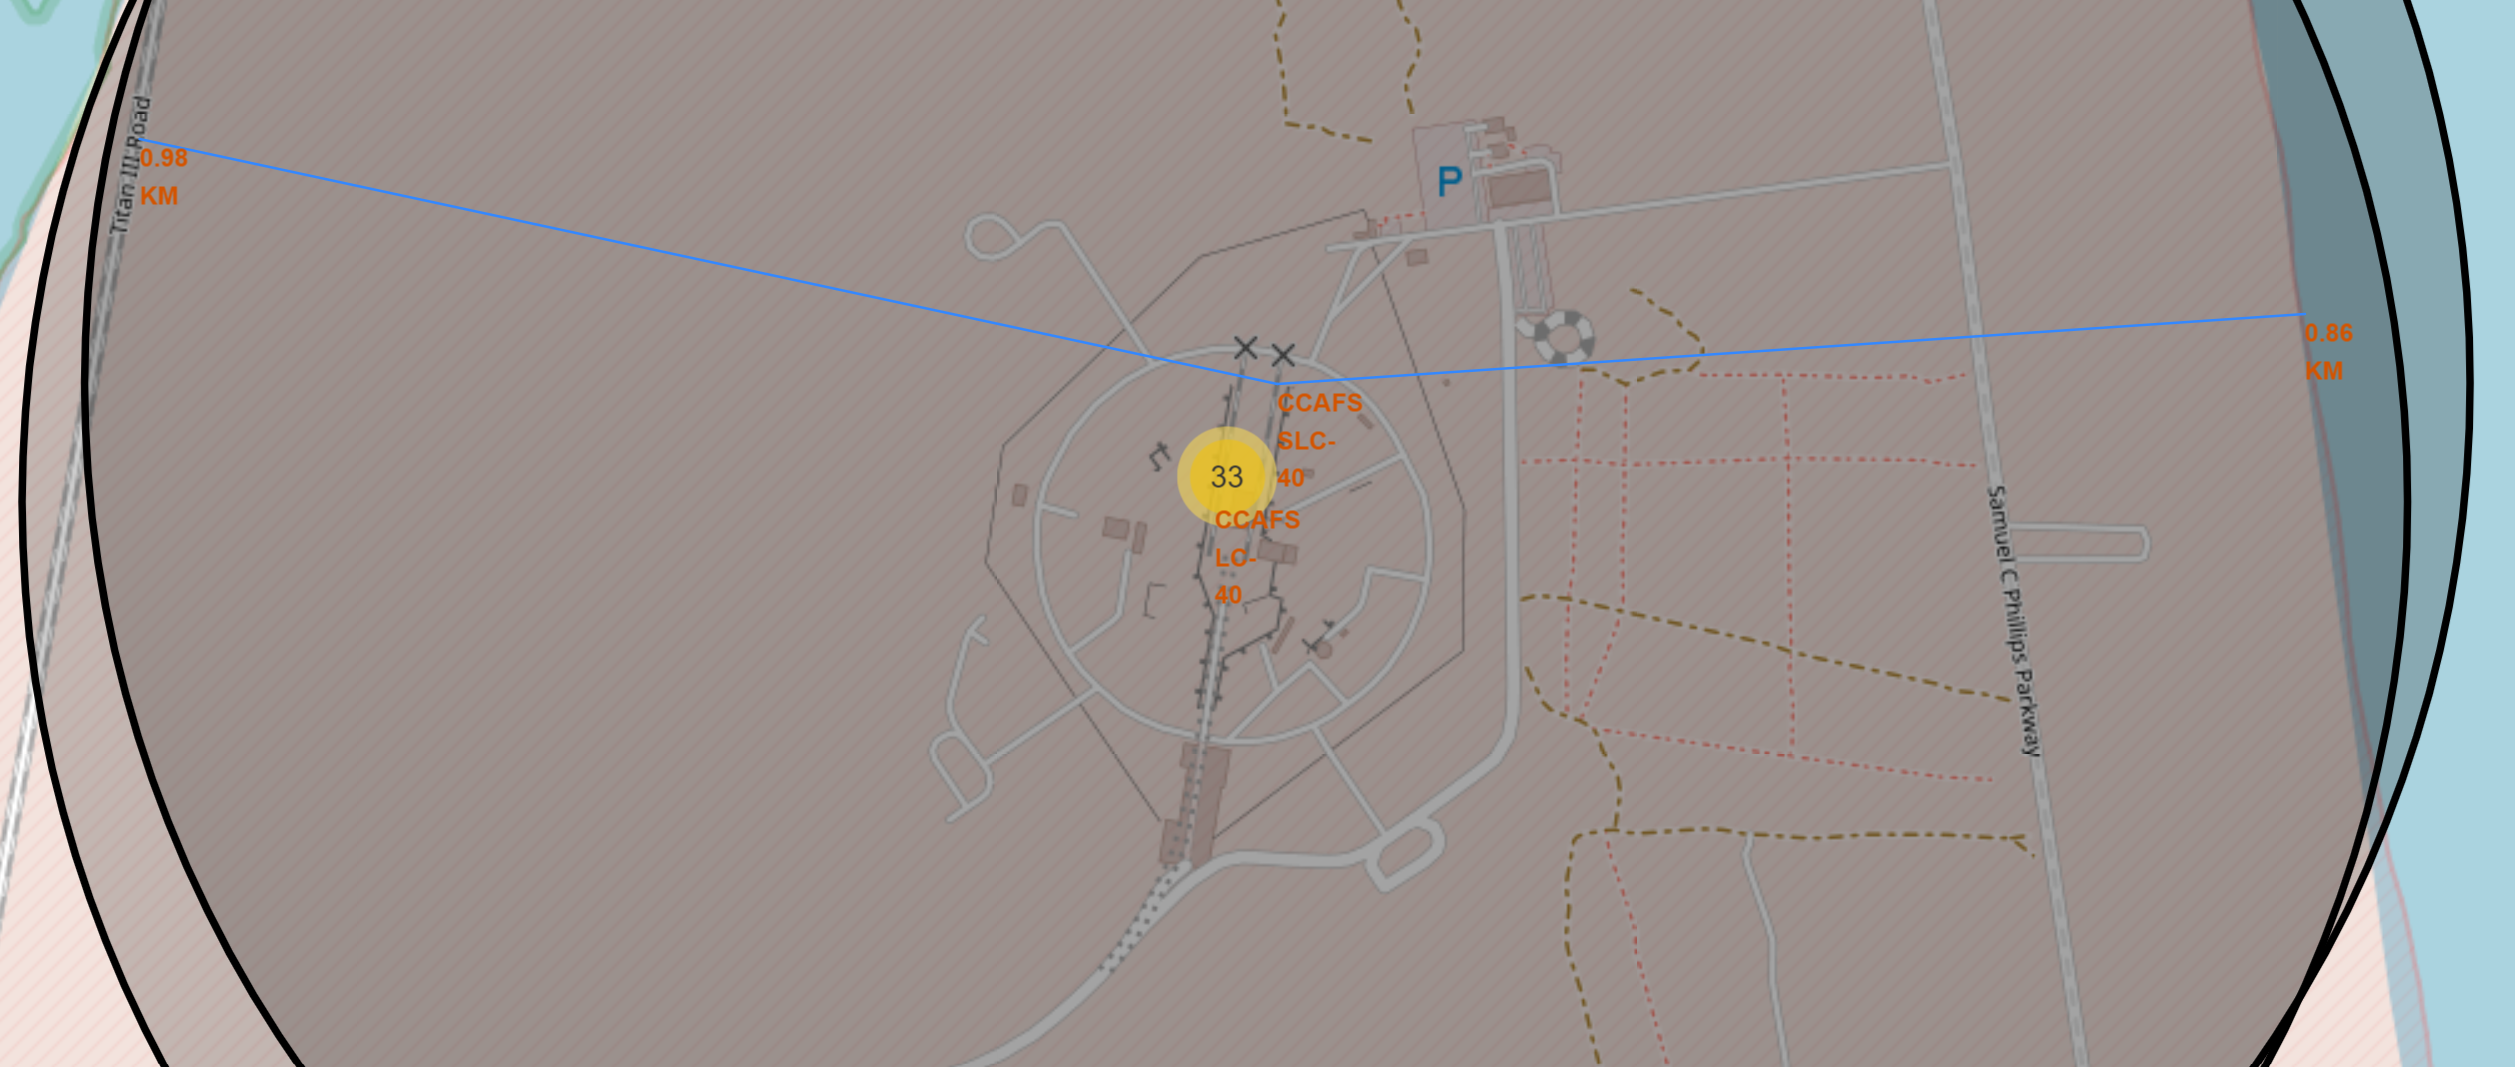 Titan III Road
0.98
KM
P
0.86
KM
CCAFS
SLC-
40
33
CCAFS
LC-
40
Samuel C Phillips Parkway